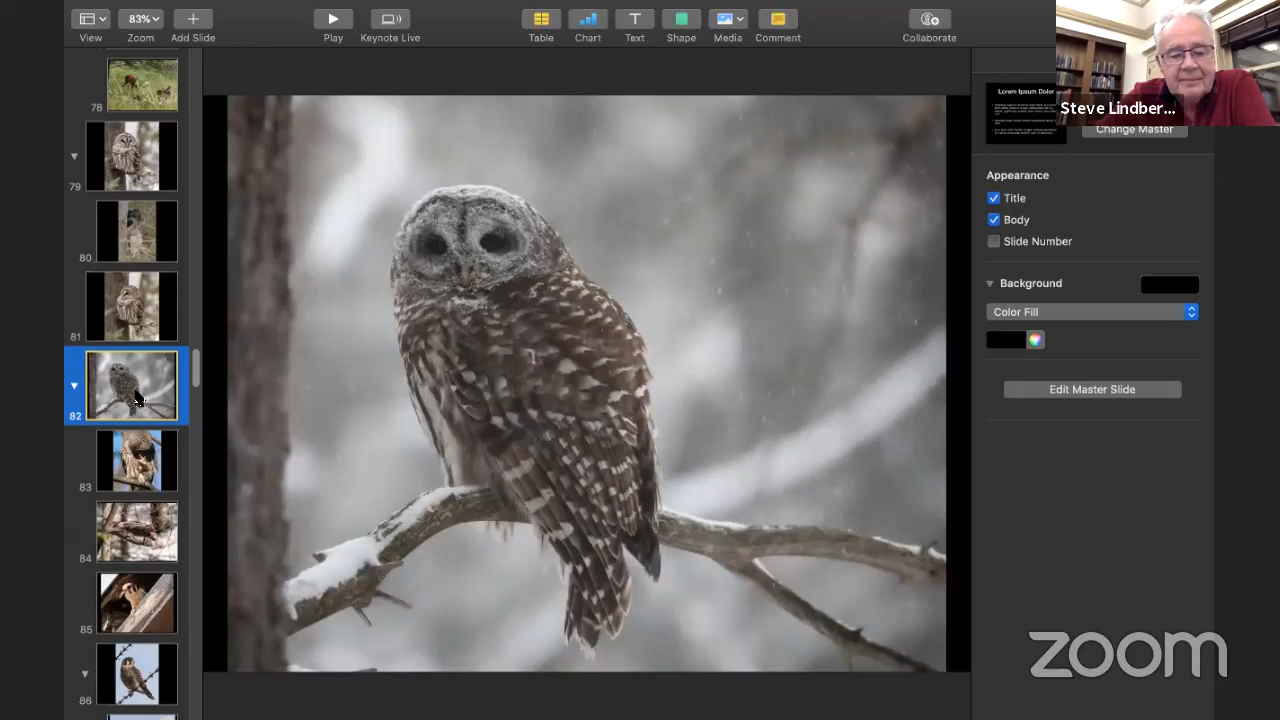 83%
View
Zoom
Add Slide
Play
Keynote Live
Table
Chart
Text
Shape
Media
Comment
Collaborate
Steve Lindber...
Lorem Ipsum Dolor
Change Master
Appearance
Title
Body
Slide Number
Background
Color Fill
Edit Master Slide
78
79
80
81
82
83
84
85
86
zoom